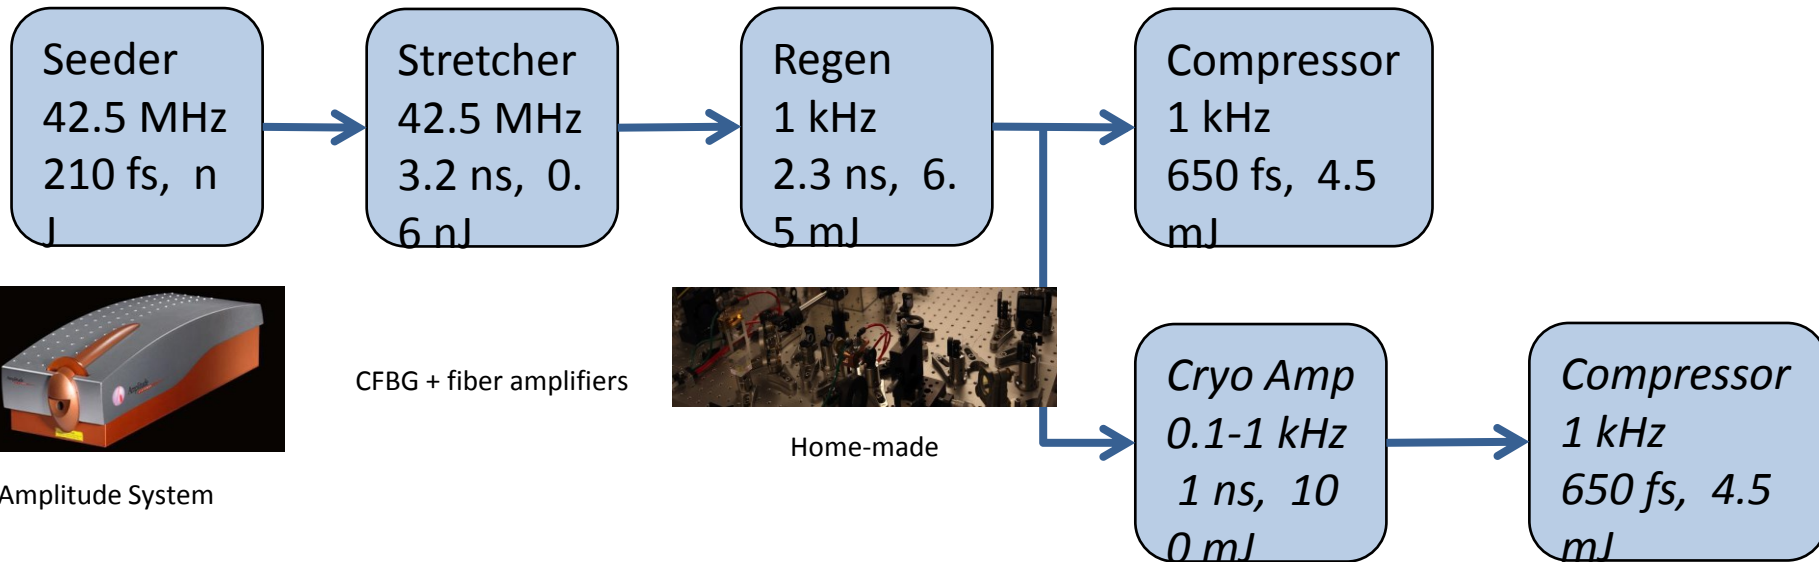 Seeder
42.5 MHz
210 fs,  n
J
Stretcher
42.5 MHz
3.2 ns,  0.
6 nJ
Regen
1 kHz
2.3 ns,  6.
5 mJ
Compressor
1 kHz
650 fs,  4.5
mJ
CFBG + fiber amplifiers
Home-made
Amplitude
Amplitude System
Cryo Amp
0.1-1 kHz
1 ns,  10
0 mJ
Compressor
1 kHz
650 fs,  4.5
mJ